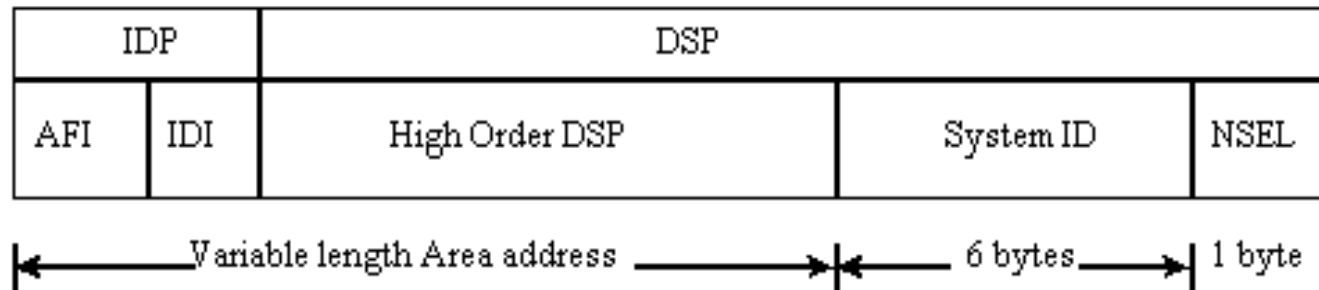 IDP DSP
AFI IDI High Order DSP System ID NSEL
Variable length Area address 6 bytes 1 byte